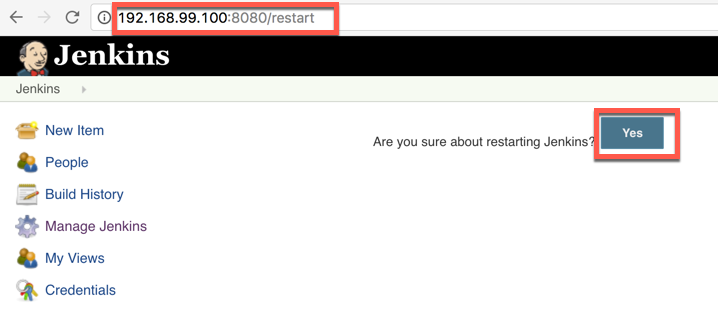 192.168.99.100:8080/restart
Jenkins
Jenkins
New Item
People
Build History
Manage Jenkins
My Views
Credentials
Are you sure about restarting Jenkins? Yes